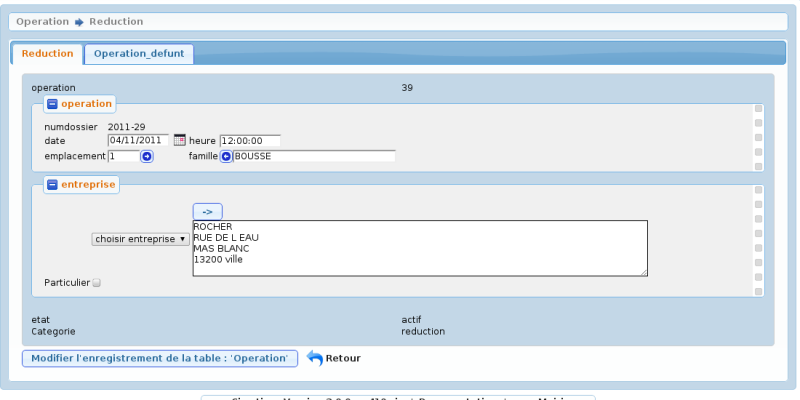 Operation Reduction
Reduction Operation_defunt
operation 39
operation
numdossier 2011-29
date 04/11/2011 heure 12:00:00
emplacement 1 famille BOUSSE
entreprise
->
choisir entreprise
ROCHER
RUE DE L EAU
MAS BLANC
13200 ville
Particulier
etat actif
Categorie reduction
Modifier l'enregistrement de la table : 'Operation' Retour